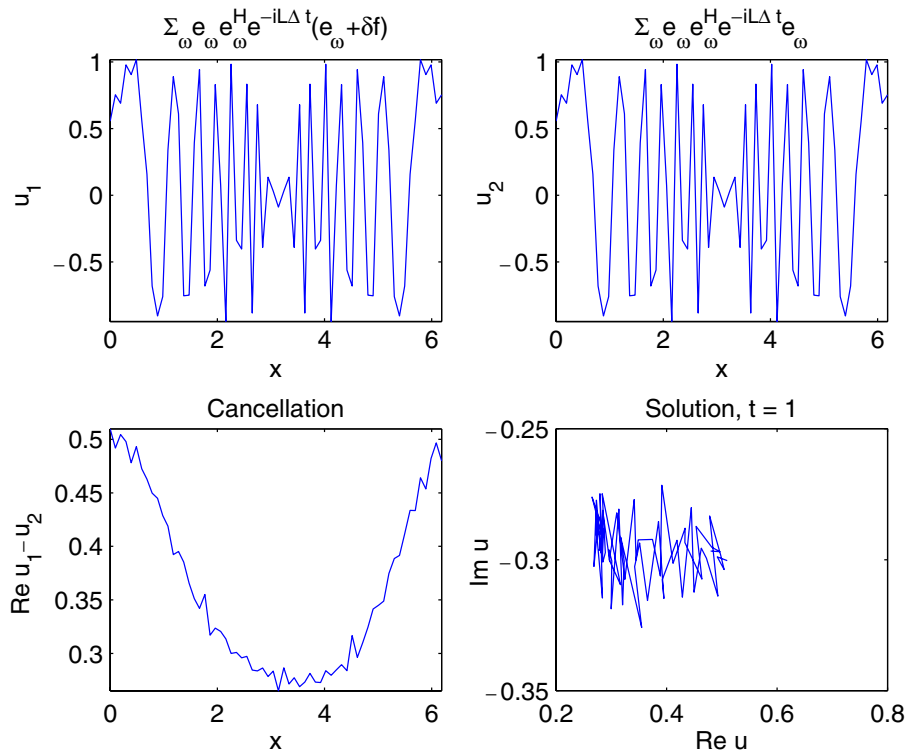 Σ_ω e_ω e_ω^H e^{−iLΔ t}(e_ω+δf)
1
0.5
0
−0.5
u_1
0 2 4 6
x
Σ_ω e_ω e_ω^H e^{−iLΔ t} e_ω
1
0.5
0
−0.5
u_2
0 2 4 6
x
Cancellation
0.5
0.45
0.4
0.35
0.3
Re u_1−u_2
0 2 4 6
x
Solution, t = 1
−0.25
−0.3
−0.35
Im u
0.2 0.4 0.6 0.8
Re u